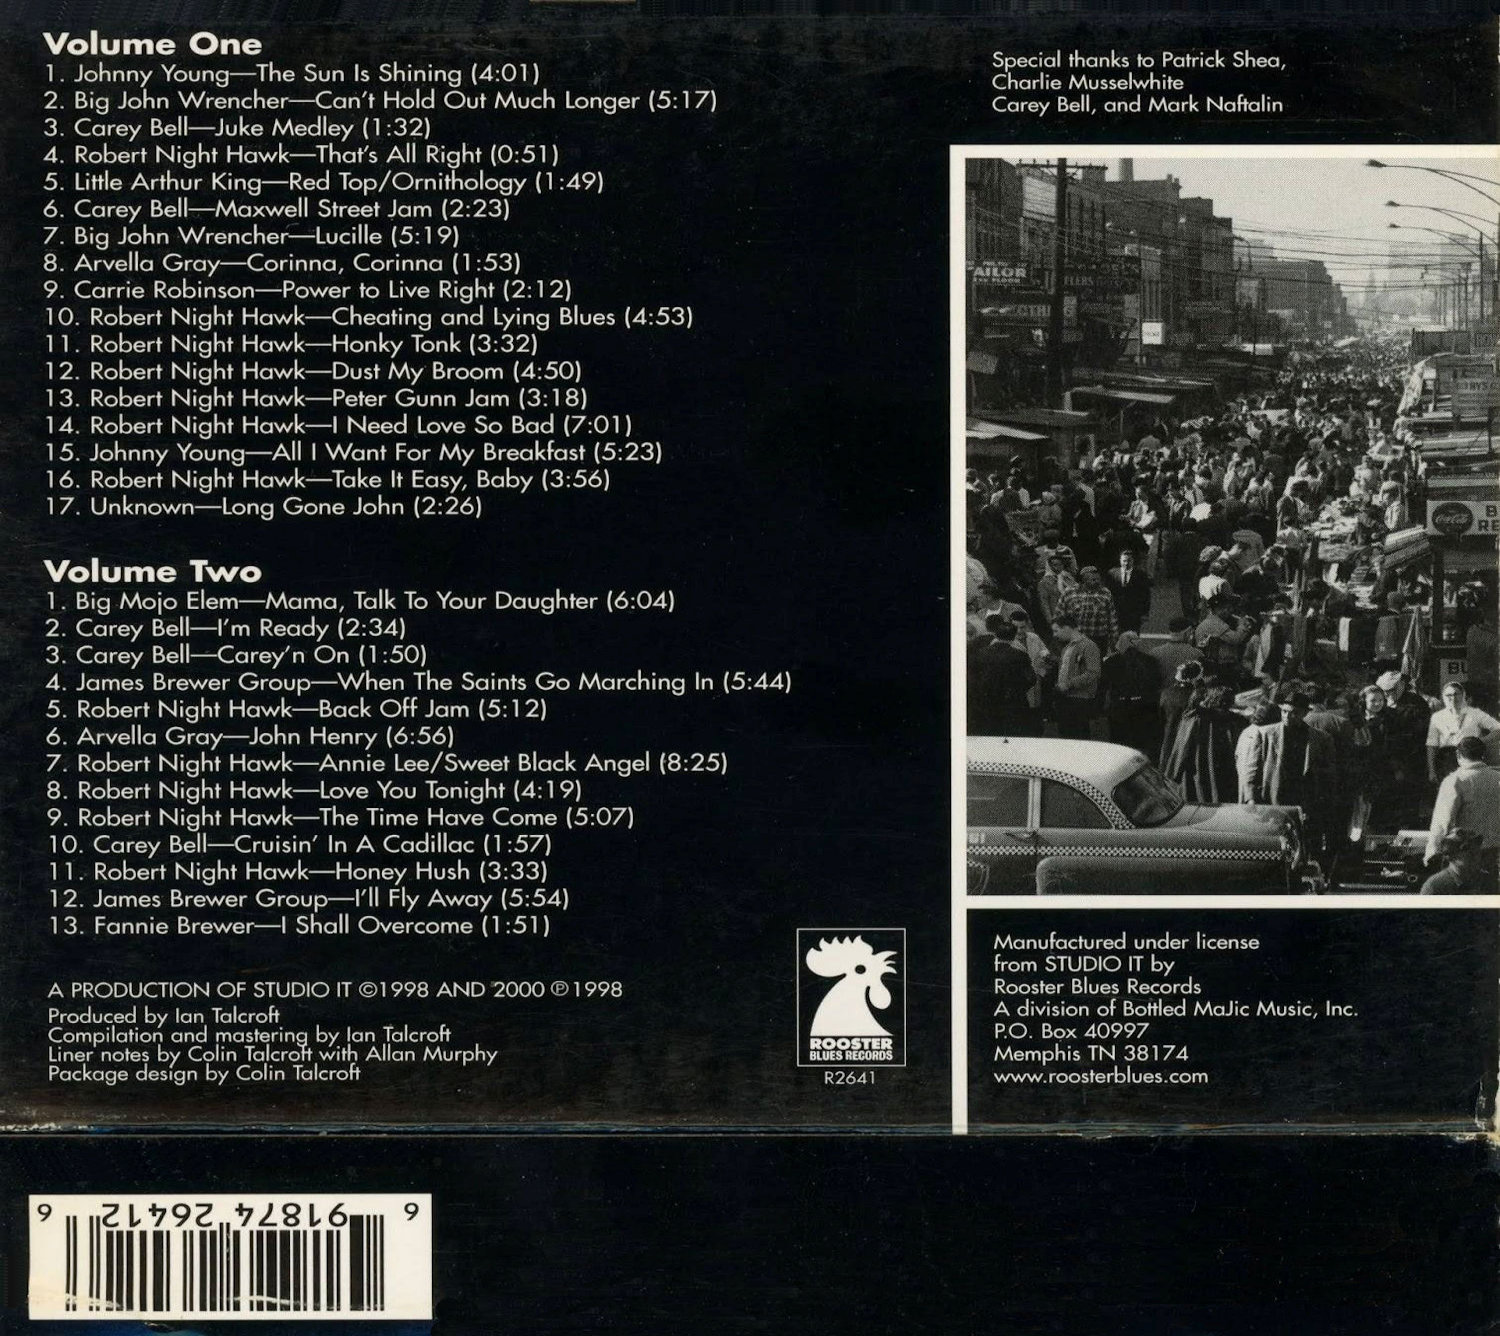 Volume One
1. Johnny Young—The Sun Is Shining (4:01)
2. Big John Wrencher—Can't Hold Out Much Longer (5:17)
3. Carey Bell—Juke Medley (1:32)
4. Robert Night Hawk—That's All Right (0:51)
5. Little Arthur King—Red Top/Ornithology (1:49)
6. Carey Bell—Maxwell Street Jam (2:23)
7. Big John Wrencher—Lucille (5:19)
8. Arvella Gray—Corinna, Corinna (1:53)
9. Carrie Robinson—Power to Live Right (2:12)
10. Robert Night Hawk—Cheating and Lying Blues (4:53)
11. Robert Night Hawk—Honky Tonk (3:32)
12. Robert Night Hawk—Dust My Broom (4:50)
13. Robert Night Hawk—Peter Gunn Jam (3:18)
14. Robert Night Hawk—I Need Love So Bad (7:01)
15. Johnny Young—All I Want For My Breakfast (5:23)
16. Robert Night Hawk—Take It Easy, Baby (3:56)
17. Unknown—Long Gone John (2:26)
Volume Two
1. Big Mojo Elem—Mama, Talk To Your Daughter (6:04)
2. Carey Bell—I'm Ready (2:34)
3. Carey Bell—Carey'n On (1:50)
4. James Brewer Group—When The Saints Go Marching In (5:44)
5. Robert Night Hawk—Back Off Jam (5:12)
6. Arvella Gray—John Henry (6:56)
7. Robert Night Hawk—Annie Lee/Sweet Black Angel (8:25)
8. Robert Night Hawk—Love You Tonight (4:19)
9. Robert Night Hawk—The Time Have Come (5:07)
10. Carey Bell—Cruisin' In A Cadillac (1:57)
11. Robert Night Hawk—Honey Hush (3:33)
12. James Brewer Group—I'll Fly Away (5:54)
13. Fannie Brewer—I Shall Overcome (1:51)
A PRODUCTION OF STUDIO IT ©1998 AND 2000 ℗1998
Produced by Ian Talcroft
Compilation and mastering by Ian Talcroft
Liner notes by Colin Talcroft with Allan Murphy
Package design by Colin Talcroft
ROOSTER
BLUES RECORDS
R2641
Special thanks to Patrick Shea,
Charlie Musselwhite
Carey Bell, and Mark Naftalin
TAILOR
Coca-Cola
Manufactured under license
from STUDIO IT by
Rooster Blues Records
A division of Bottled MaJic Music, Inc.
P.O. Box 40997
Memphis TN 38174
www.roosterblues.com
6 91874 26412 9